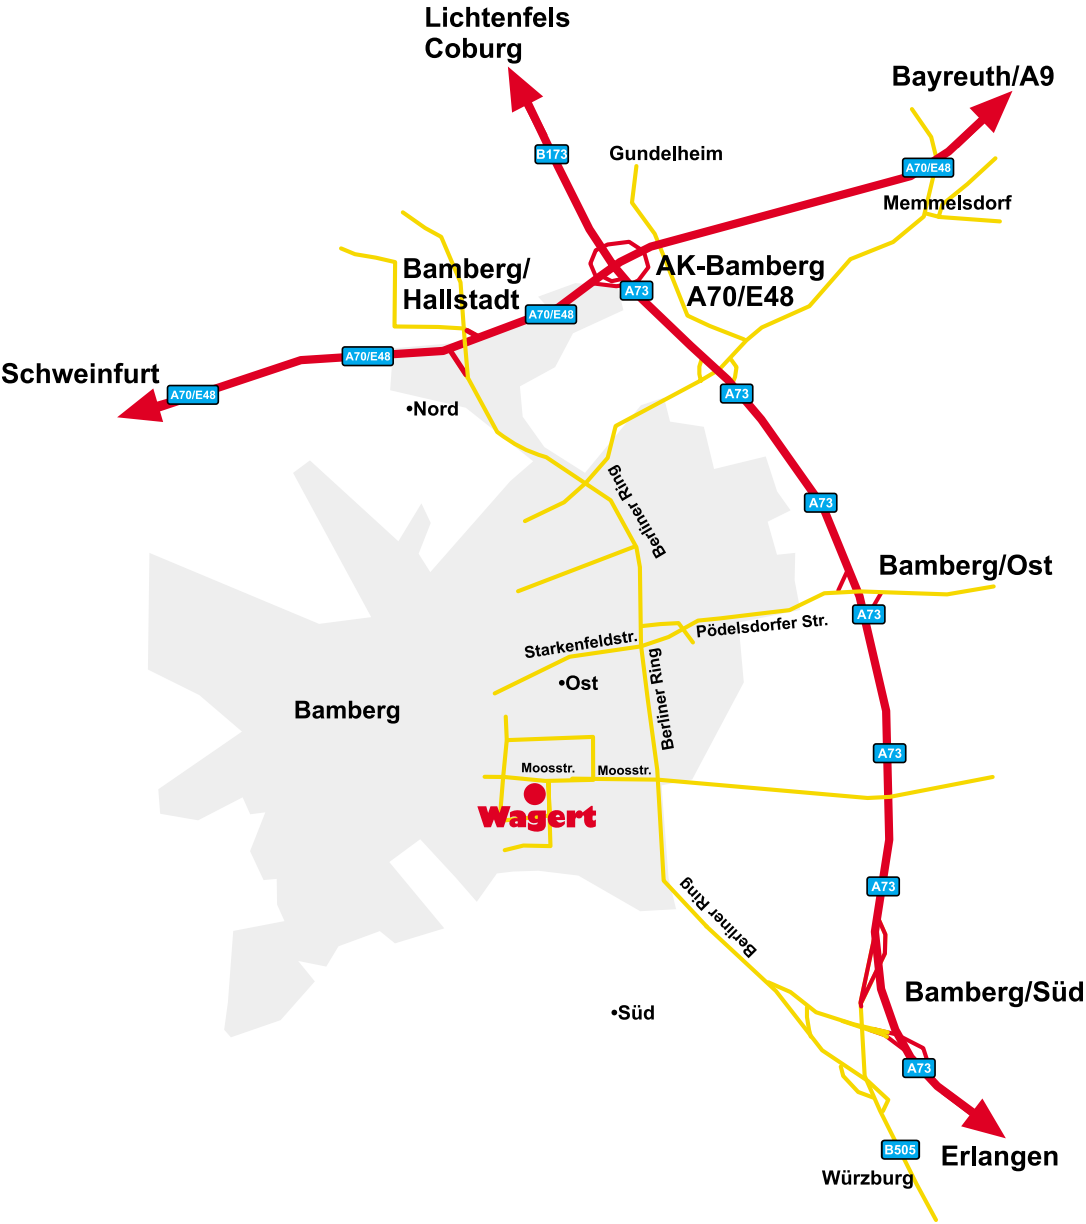 Lichtenfels
Coburg
Bayreuth/A9
B173
Gundelheim
A70/E48
Memmelsdorf
Bamberg/
Hallstadt
AK-Bamberg
A70/E48
A73
A70/E48
A70/E48
Schweinfurt
A70/E48
A73
•Nord
Berliner Ring
A73
Bamberg/Ost
A73
Pödelsdorfer Str.
Starkenfeldstr.
•Ost
Berliner Ring
Bamberg
A73
Moosstr.
Moosstr.
Wagert
A73
Berliner Ring
Bamberg/Süd
•Süd
A73
B505
Erlangen
Würzburg